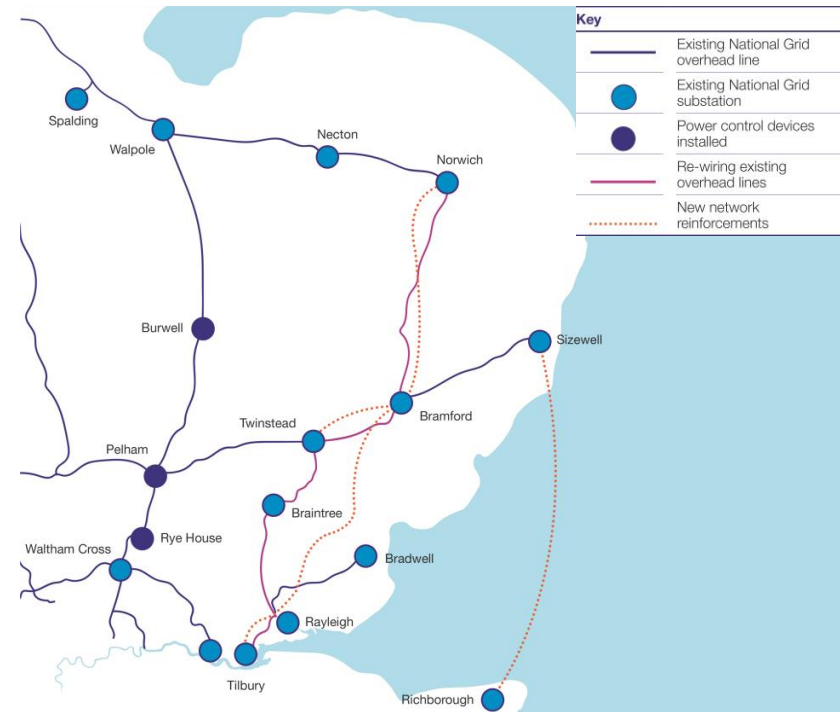 Key
Existing National Grid
overhead line
Existing National Grid
substation
Power control devices
installed
Re-wiring existing
overhead lines
New network
reinforcements
Spalding
Walpole
Necton
Norwich
Burwell
Sizewell
Bramford
Twinstead
Pelham
Braintree
Rye House
Waltham Cross
Bradwell
Rayleigh
Tilbury
Richborough